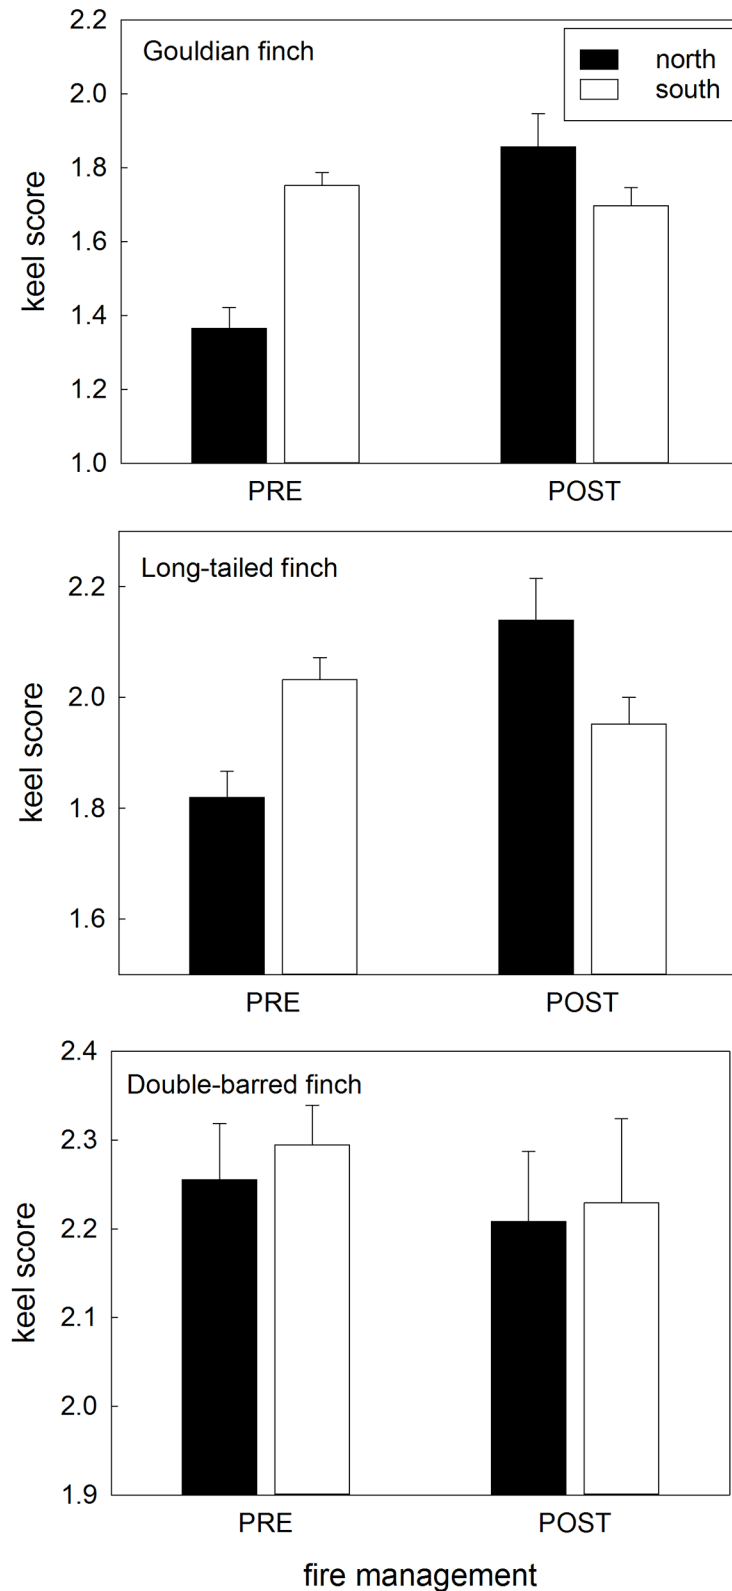 2.2
Gouldian finch
north
south
2.0
1.8
1.6
1.4
1.2
1.0
keel score
PRE
POST
Long-tailed finch
2.2
2.0
1.8
1.6
keel score
PRE
POST
2.4
Double-barred finch
2.3
2.2
2.1
2.0
1.9
keel score
PRE
POST
fire management